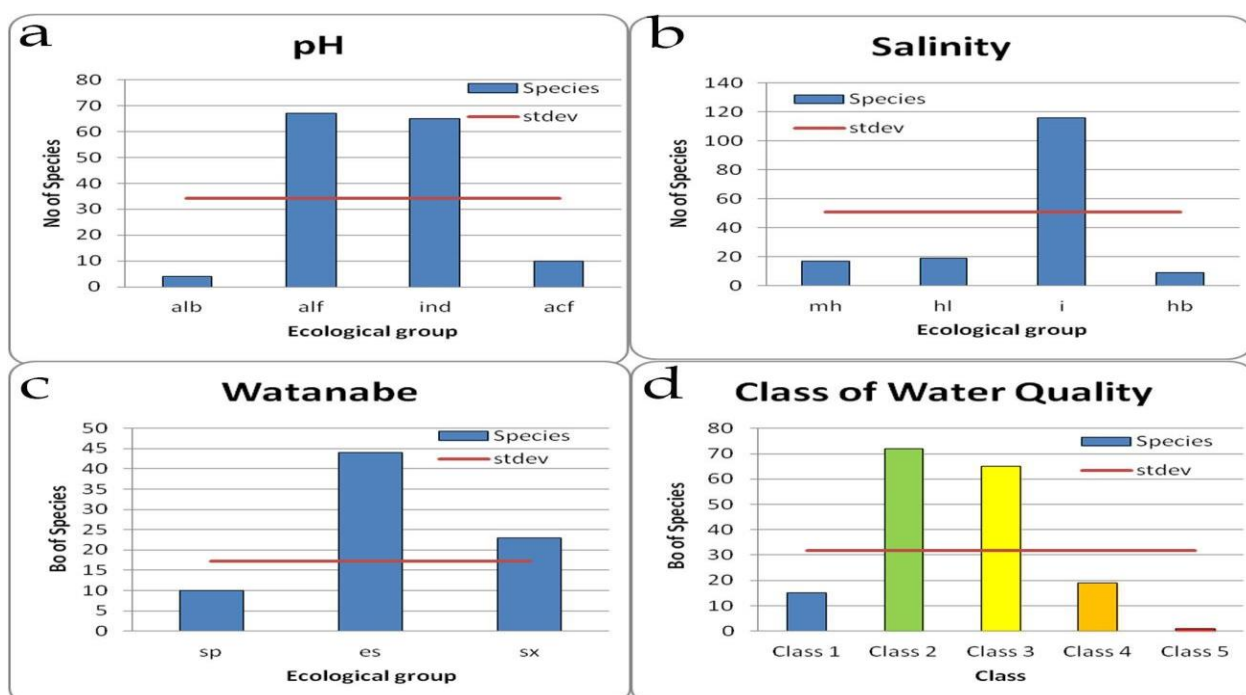 a
pH
No of Species
80
70
60
50
40
30
20
10
0
Species
stdev
alb alf ind acf
Ecological group
b
Salinity
No of Species
140
120
100
80
60
40
20
0
Species
stdev
mh hl i hb
Ecological group
c
Watanabe
Bo of Species
50
45
40
35
30
25
20
15
10
5
0
Species
stdev
sp es sx
Ecological group
d
Class of Water Quality
Bo of Species
80
70
60
50
40
30
20
10
0
Species
stdev
Class 1 Class 2 Class 3 Class 4 Class 5
Class